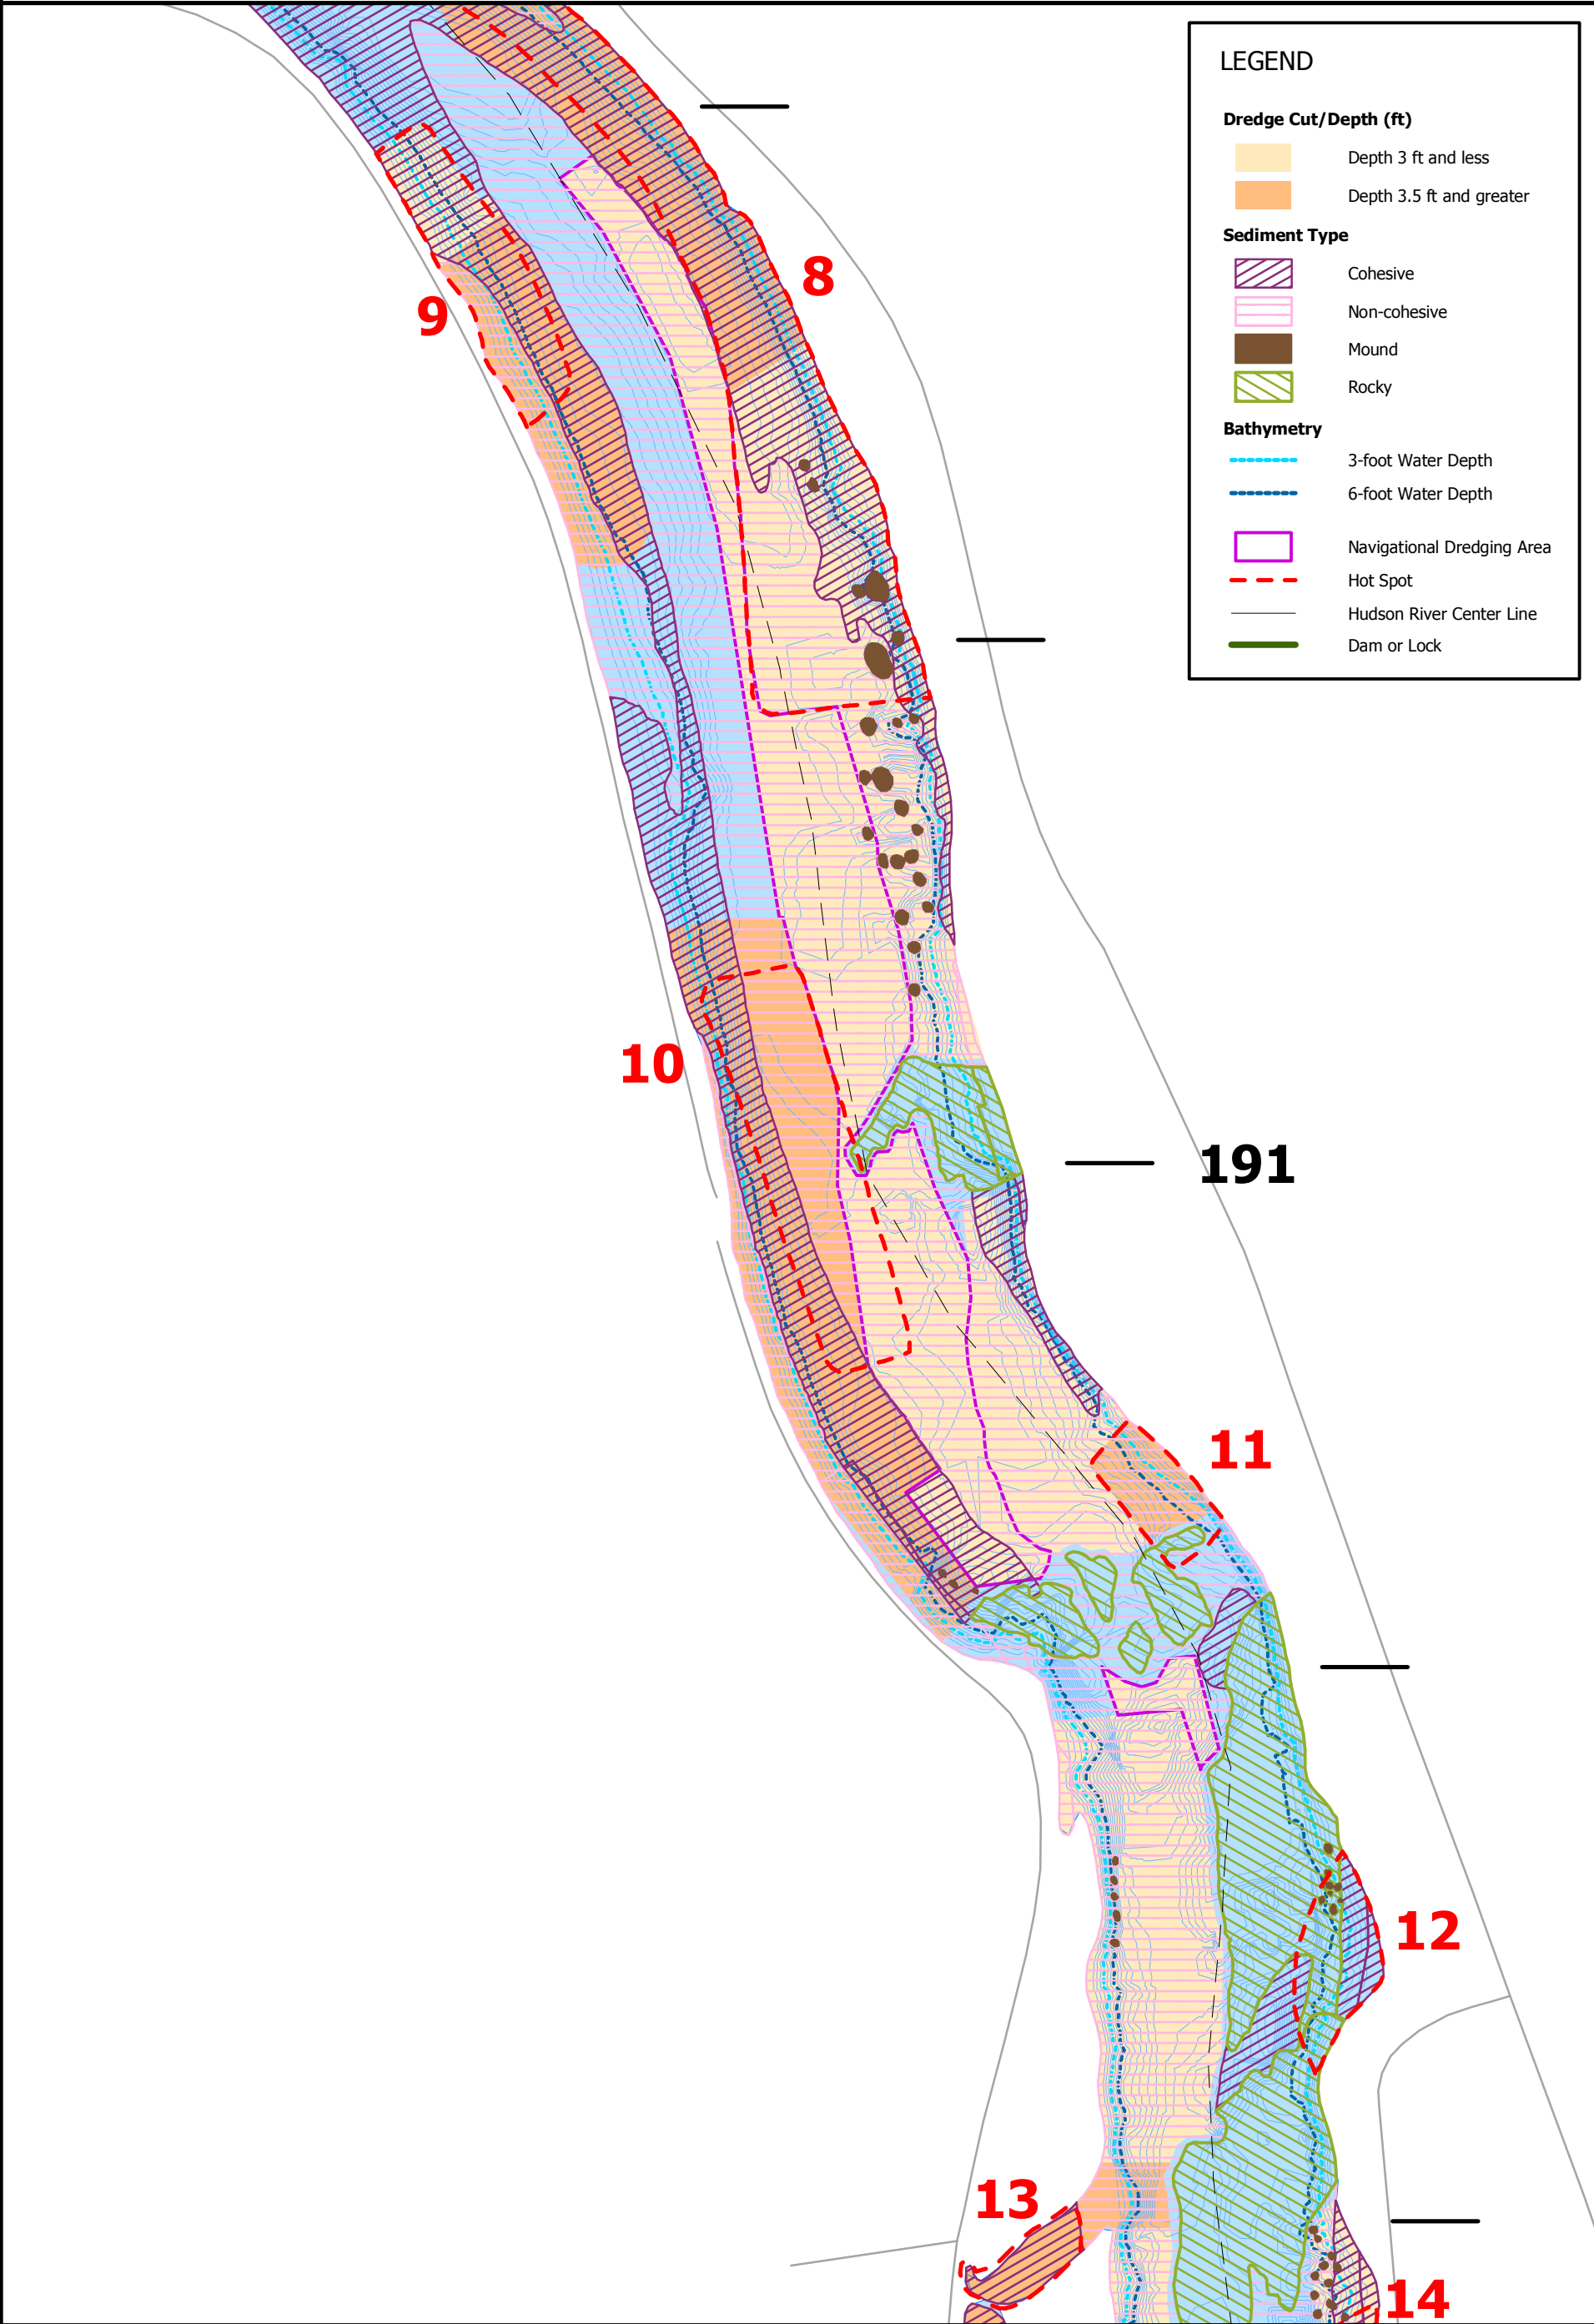 LEGEND
Dredge Cut/Depth (ft)
Depth 3 ft and less
Depth 3.5 ft and greater
Sediment Type
Cohesive
Non-cohesive
Mound
Rocky
Bathymetry
3-foot Water Depth
6-foot Water Depth
Navigational Dredging Area
Hot Spot
Hudson River Center Line
Dam or Lock
8
9
10
191
11
12
13
14